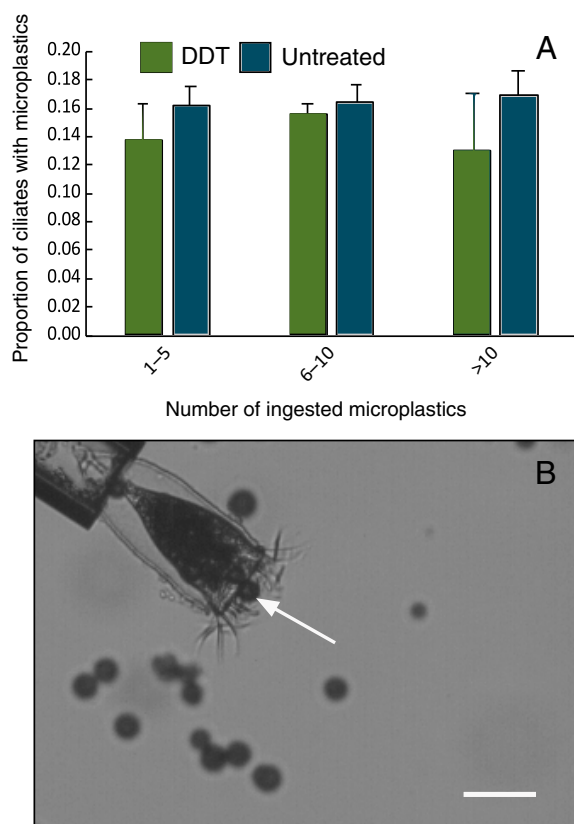 A
DDT Untreated
Proportion of ciliates with microplastics
0.20
0.18
0.16
0.14
0.12
0.10
0.08
0.06
0.04
0.02
0.00
1–5
6–10
>10
Number of ingested microplastics
B